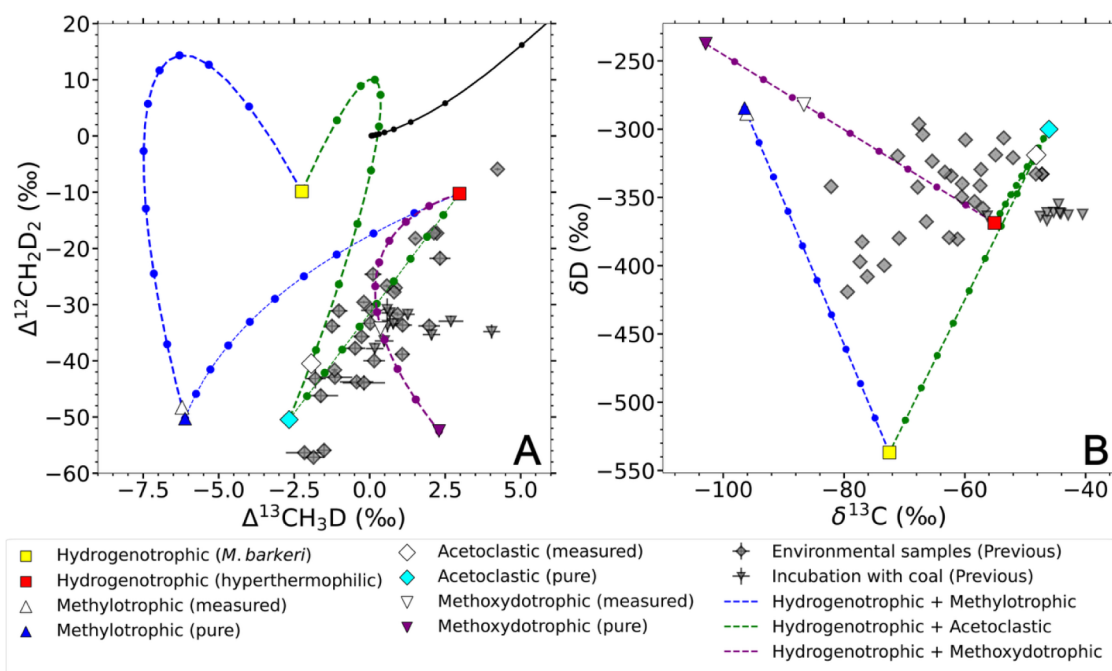 20
10
0
−10
−20
−30
−40
−50
−60
Δ¹²CH₂D₂ (‰)
−7.5 −5.0 −2.5 0.0 2.5 5.0
Δ¹³CH₃D (‰)
A
−250
−300
−350
−400
−450
−500
−550
δD (‰)
−100 −80 −60 −40
δ¹³C (‰)
B
Hydrogenotrophic (M. barkeri)
Hydrogenotrophic (hyperthermophilic)
Methylotrophic (measured)
Methylotrophic (pure)
Acetoclastic (measured)
Acetoclastic (pure)
Methoxydotrophic (measured)
Methoxydotrophic (pure)
Environmental samples (Previous)
Incubation with coal (Previous)
Hydrogenotrophic + Methylotrophic
Hydrogenotrophic + Acetoclastic
Hydrogenotrophic + Methoxydotrophic